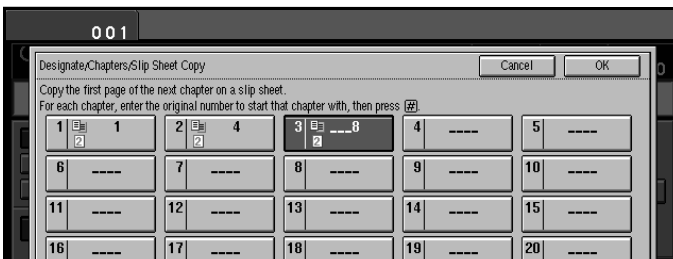 001
0
Designate/Chapters/Slip Sheet Copy Cancel OK
Copy the first page of the next chapter on a slip sheet.
For each chapter, enter the original number to start that chapter with, then press #.
1 1 2 4 3 ___8 4 ---- 5 ----
2 2 2
6 ---- 7 ---- 8 ---- 9 ---- 10 ----
11 ---- 12 ---- 13 ---- 14 ---- 15 ----
16 ---- 17 ---- 18 ---- 19 ---- 20 ----